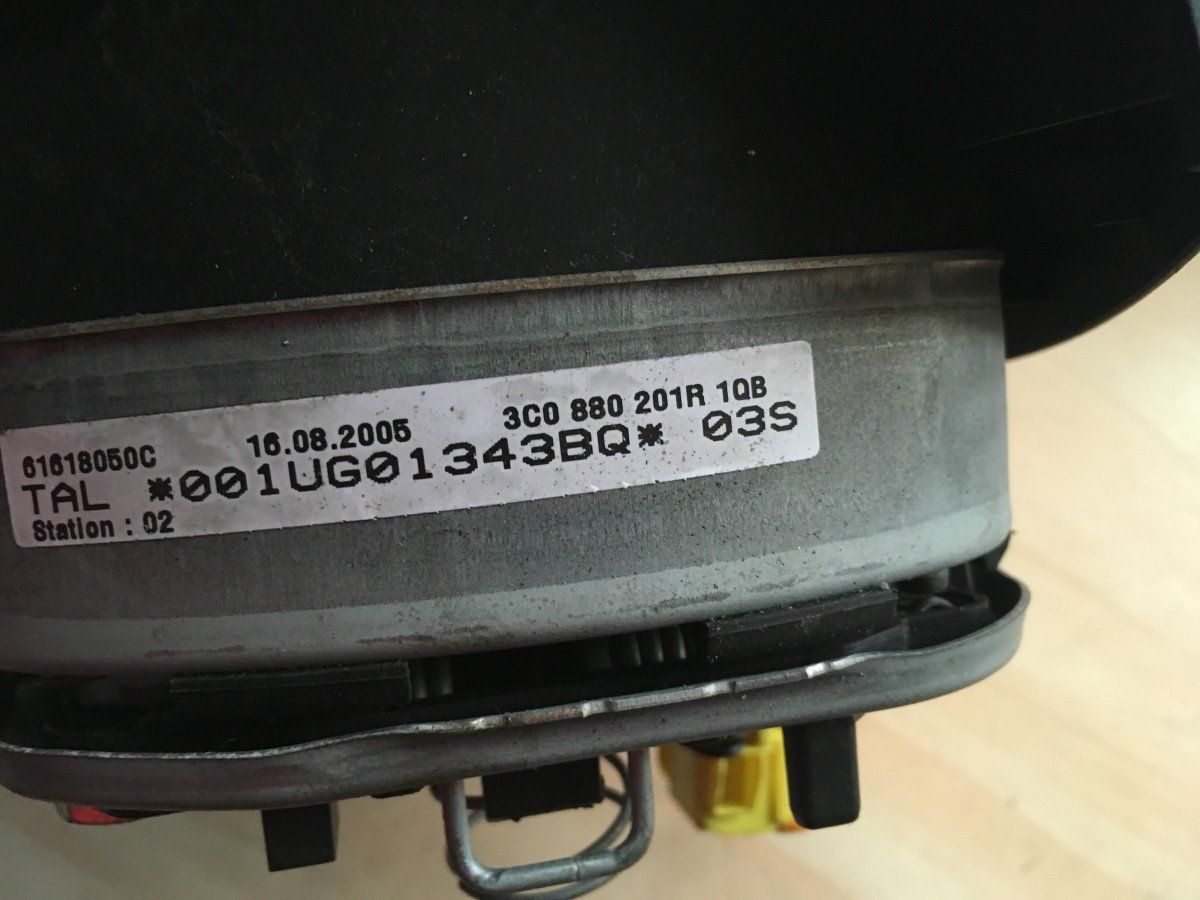 61618050C 16.08.2005 3C0 880 201R 1QB
TAL *001UG01343BQ* 03S
Station : 02